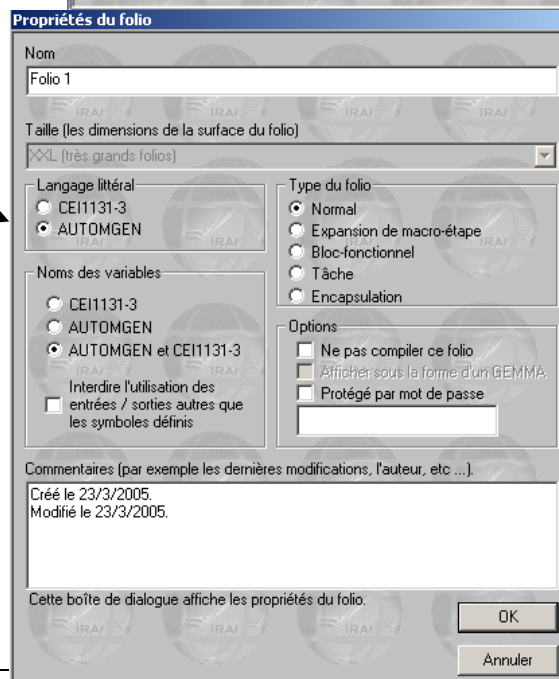 Propriétés du folio
Nom
Folio 1
Taille (les dimensions de la surface du folio)
XXL (très grands folios)
Langage littéral
CEI1131-3
AUTOMGEN
Type du folio
Normal
Expansion de macro-étape
Bloc-fonctionnel
Tâche
Encapsulation
Noms des variables
CEI1131-3
AUTOMGEN
AUTOMGEN et CEI1131-3
Interdire l'utilisation des
entrées / sorties autres que
les symboles définis
Options
Ne pas compiler ce folio
Afficher sous la forme d'un GEMMA
Protégé par mot de passe
Commentaires (par exemple les dernières modifications, l'auteur, etc ...).
Créé le 23/3/2005.
Modifié le 23/3/2005.
Cette boîte de dialogue affiche les propriétés du folio.
OK
Annuler